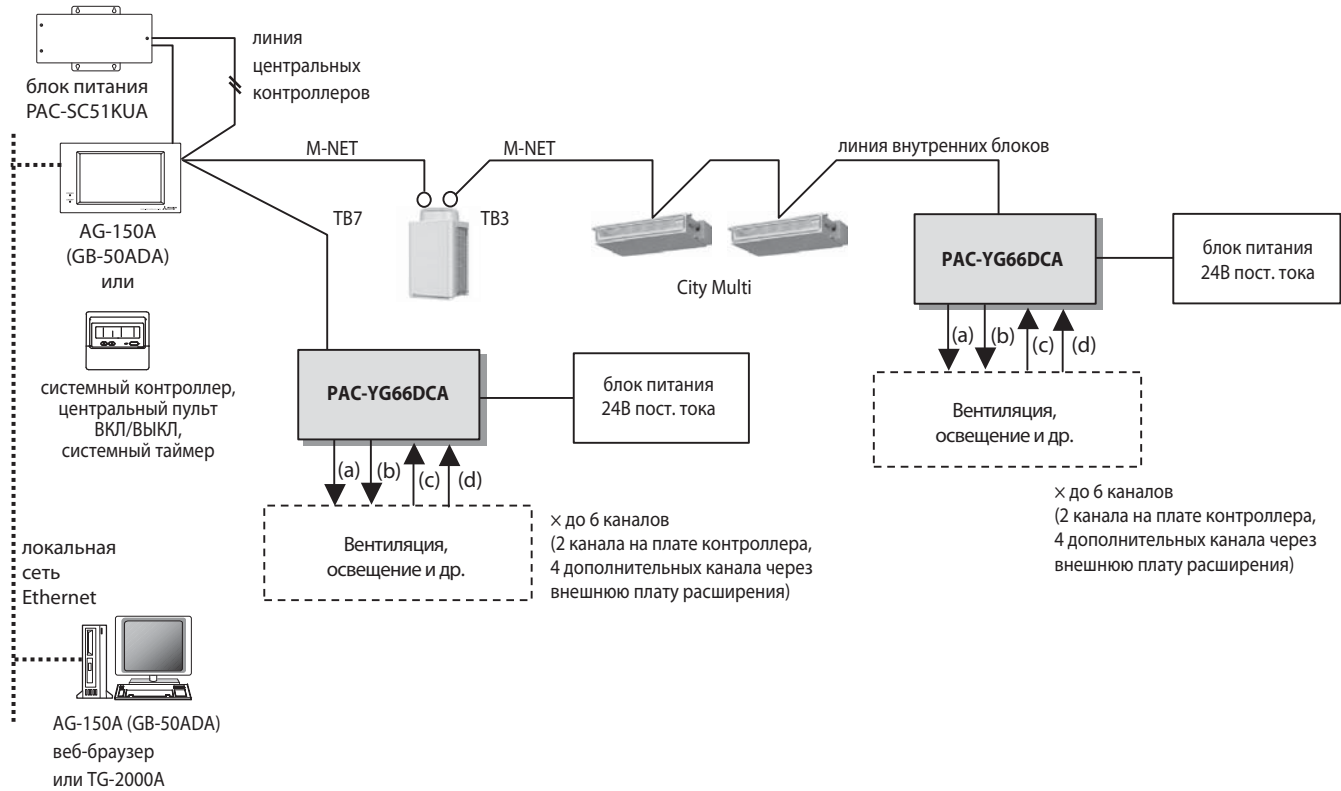 линия
центральных
контроллеров
блок питания
PAC-SC51KUA
M-NET
M-NET
линия внутренних блоков
TB7
TB3
AG-150A
(GB-50ADA)
или
City Multi
PAC-YG66DCA
блок питания
24В пост. тока
(a)
(b)
(c)
(d)
Вентиляция,
освещение и др.
× до 6 каналов
(2 канала на плате контроллера,
4 дополнительных канала через
внешнюю плату расширения)
системный контроллер,
центральный пульт
ВКЛ/ВЫКЛ,
системный таймер
PAC-YG66DCA
блок питания
24В пост. тока
(a)
(b)
(c)
(d)
Вентиляция,
освещение и др.
× до 6 каналов
(2 канала на плате контроллера,
4 дополнительных канала через
внешнюю плату расширения)
локальная
сеть
Ethernet
AG-150A (GB-50ADA)
веб-браузер
или TG-2000A